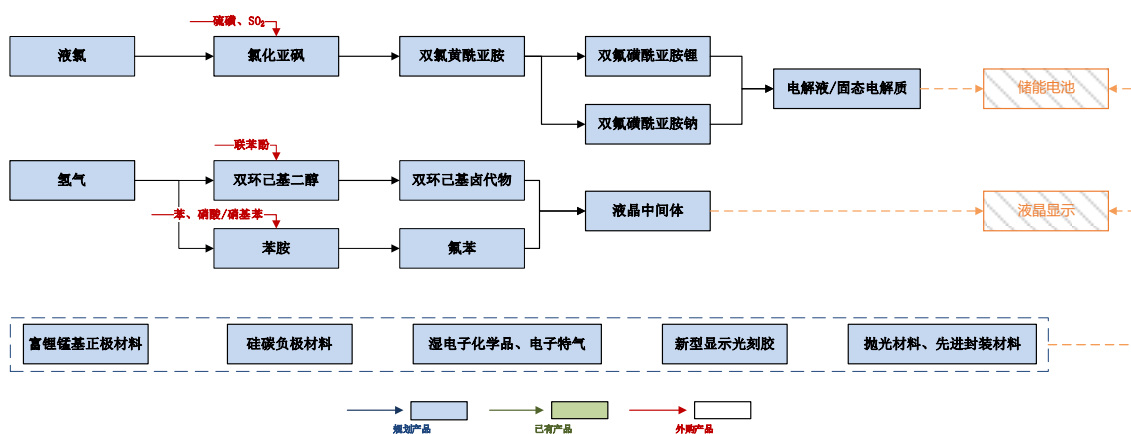 硫磺、SO₂
液氯
氯化亚砜
双氯黄酰亚胺
双氟磺酰亚胺锂
电解液/固态电解质
储能电池
双氟磺酰亚胺钠
联苯酚
氢气
双环己基二醇
双环己基卤代物
液晶中间体
液晶显示
苯、硝酸/硝基苯
苯胺
氟苯
富锂锰基正极材料
硅碳负极材料
湿电子化学品、电子特气
新型显示光刻胶
抛光材料、先进封装材料
规划产品
已有产品
外购产品